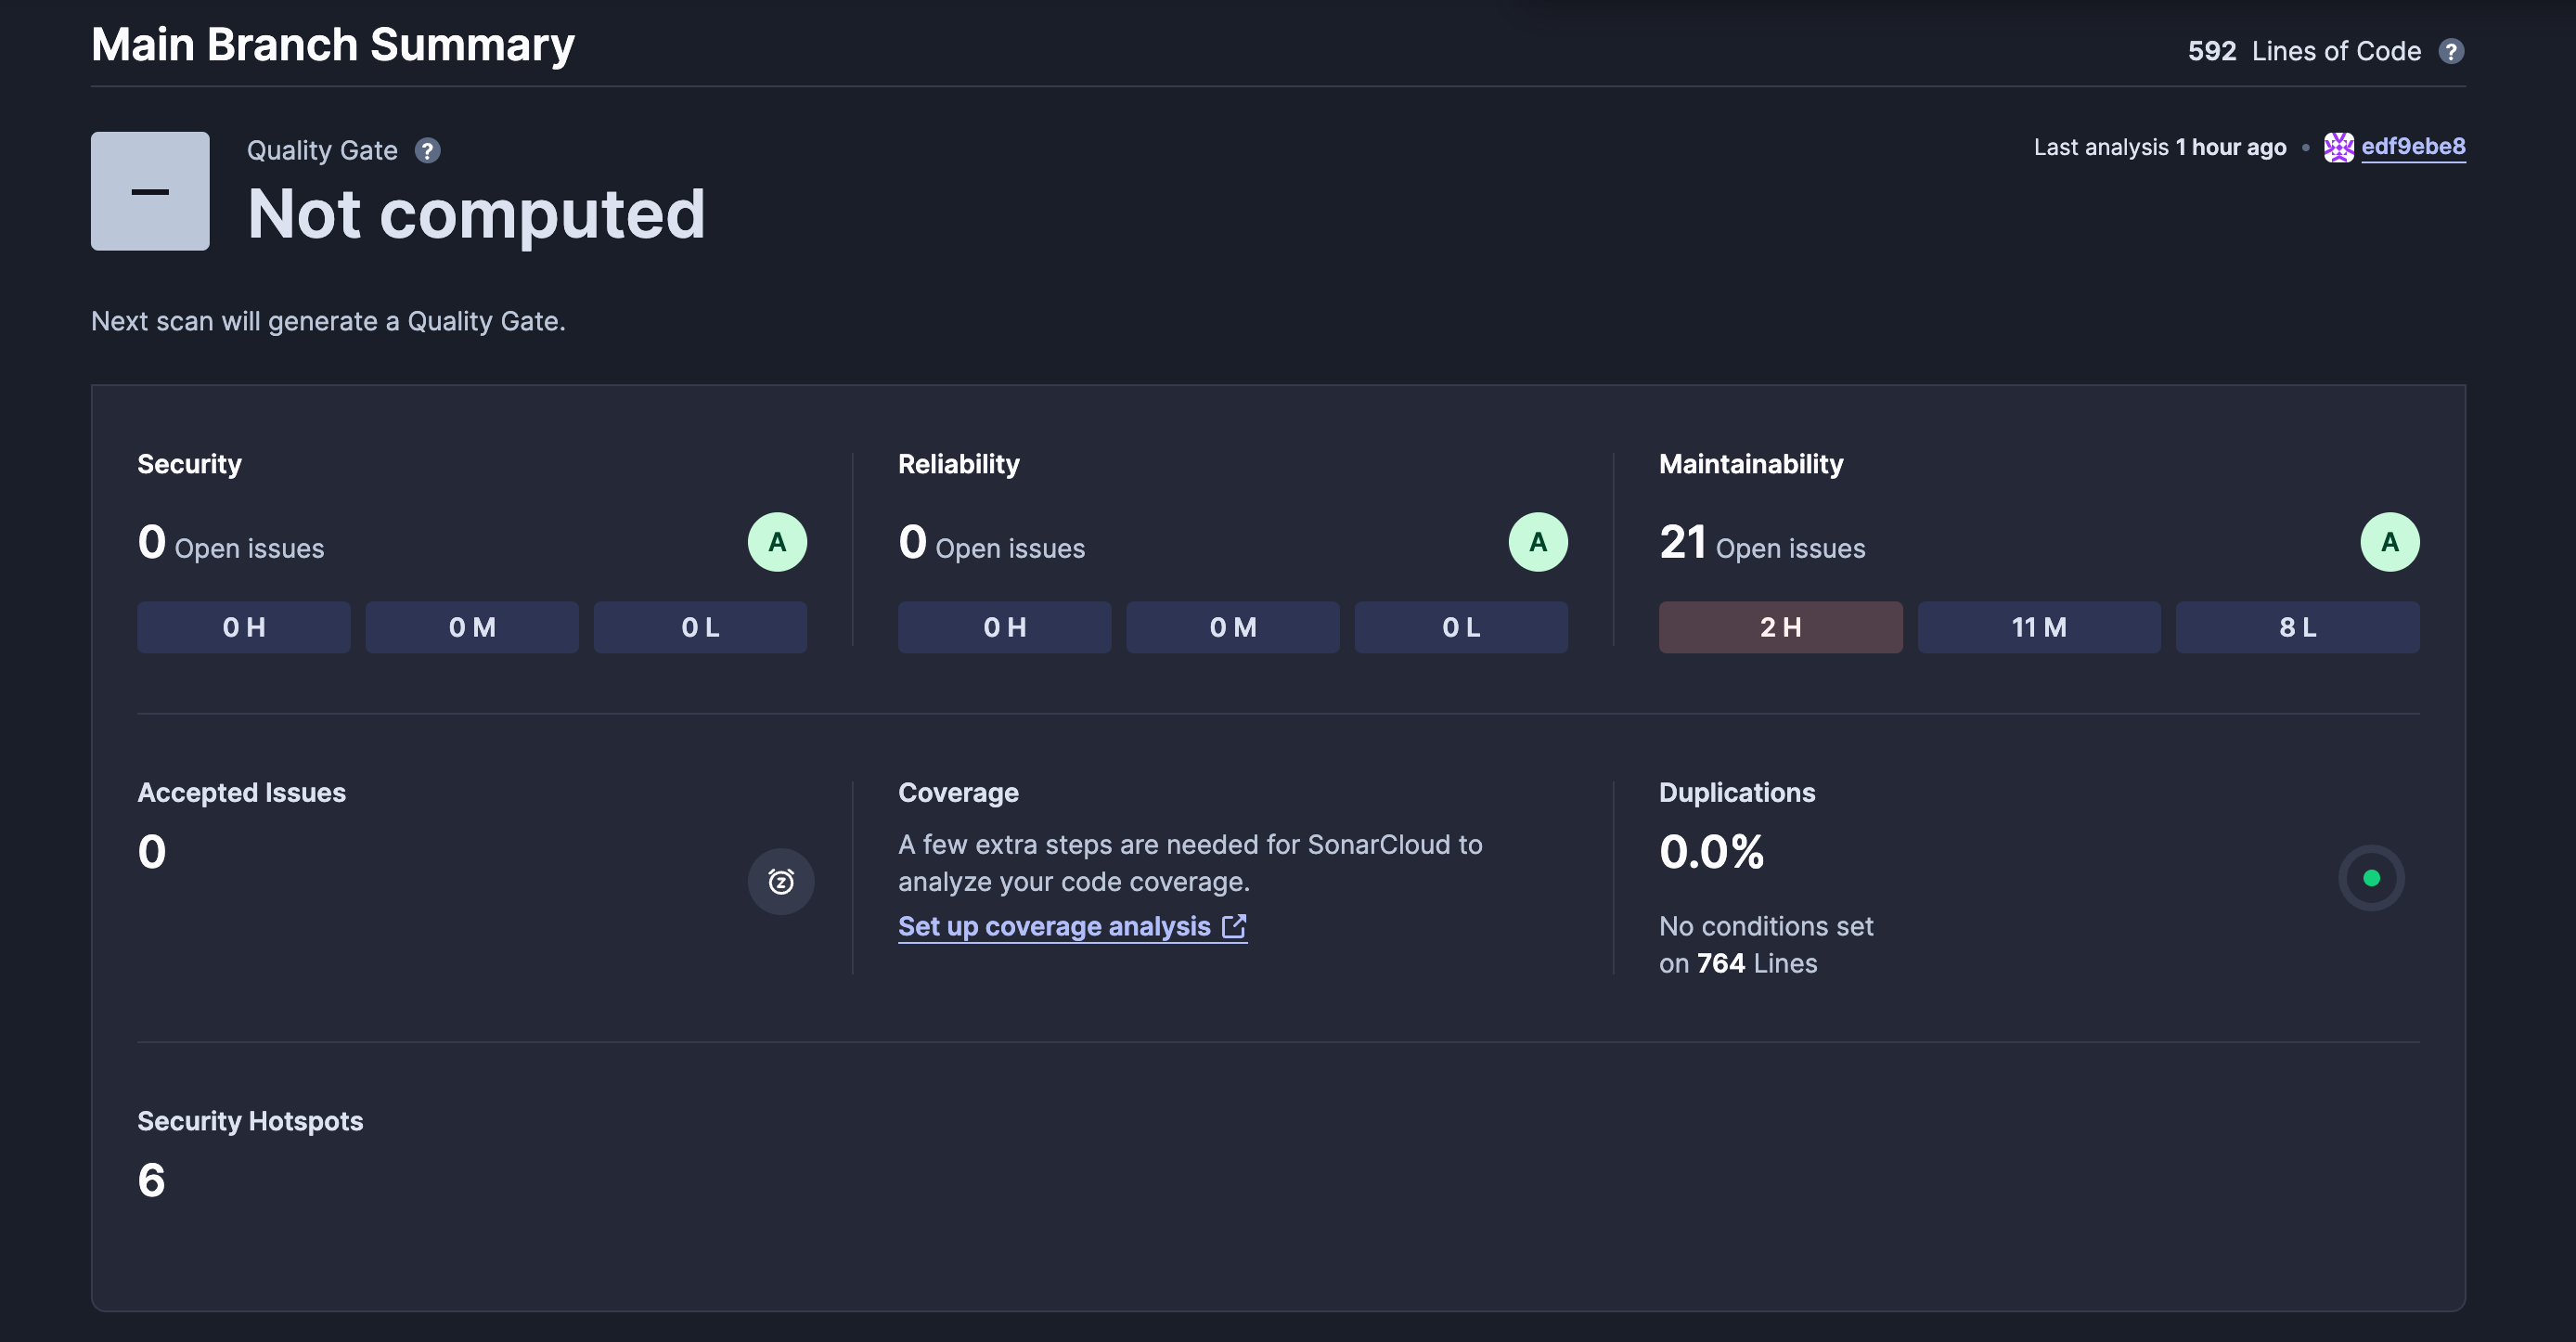 Main Branch Summary
592 Lines of Code ?
Quality Gate ?
Not computed
Last analysis 1 hour ago • edf9ebe8
Next scan will generate a Quality Gate.
Security
0 Open issues
A
0 H
0 M
0 L
Reliability
0 Open issues
A
0 H
0 M
0 L
Maintainability
21 Open issues
A
2 H
11 M
8 L
Accepted Issues
0
Coverage
A few extra steps are needed for SonarCloud to
analyze your code coverage.
Set up coverage analysis
Duplications
0.0%
No conditions set
on 764 Lines
Security Hotspots
6